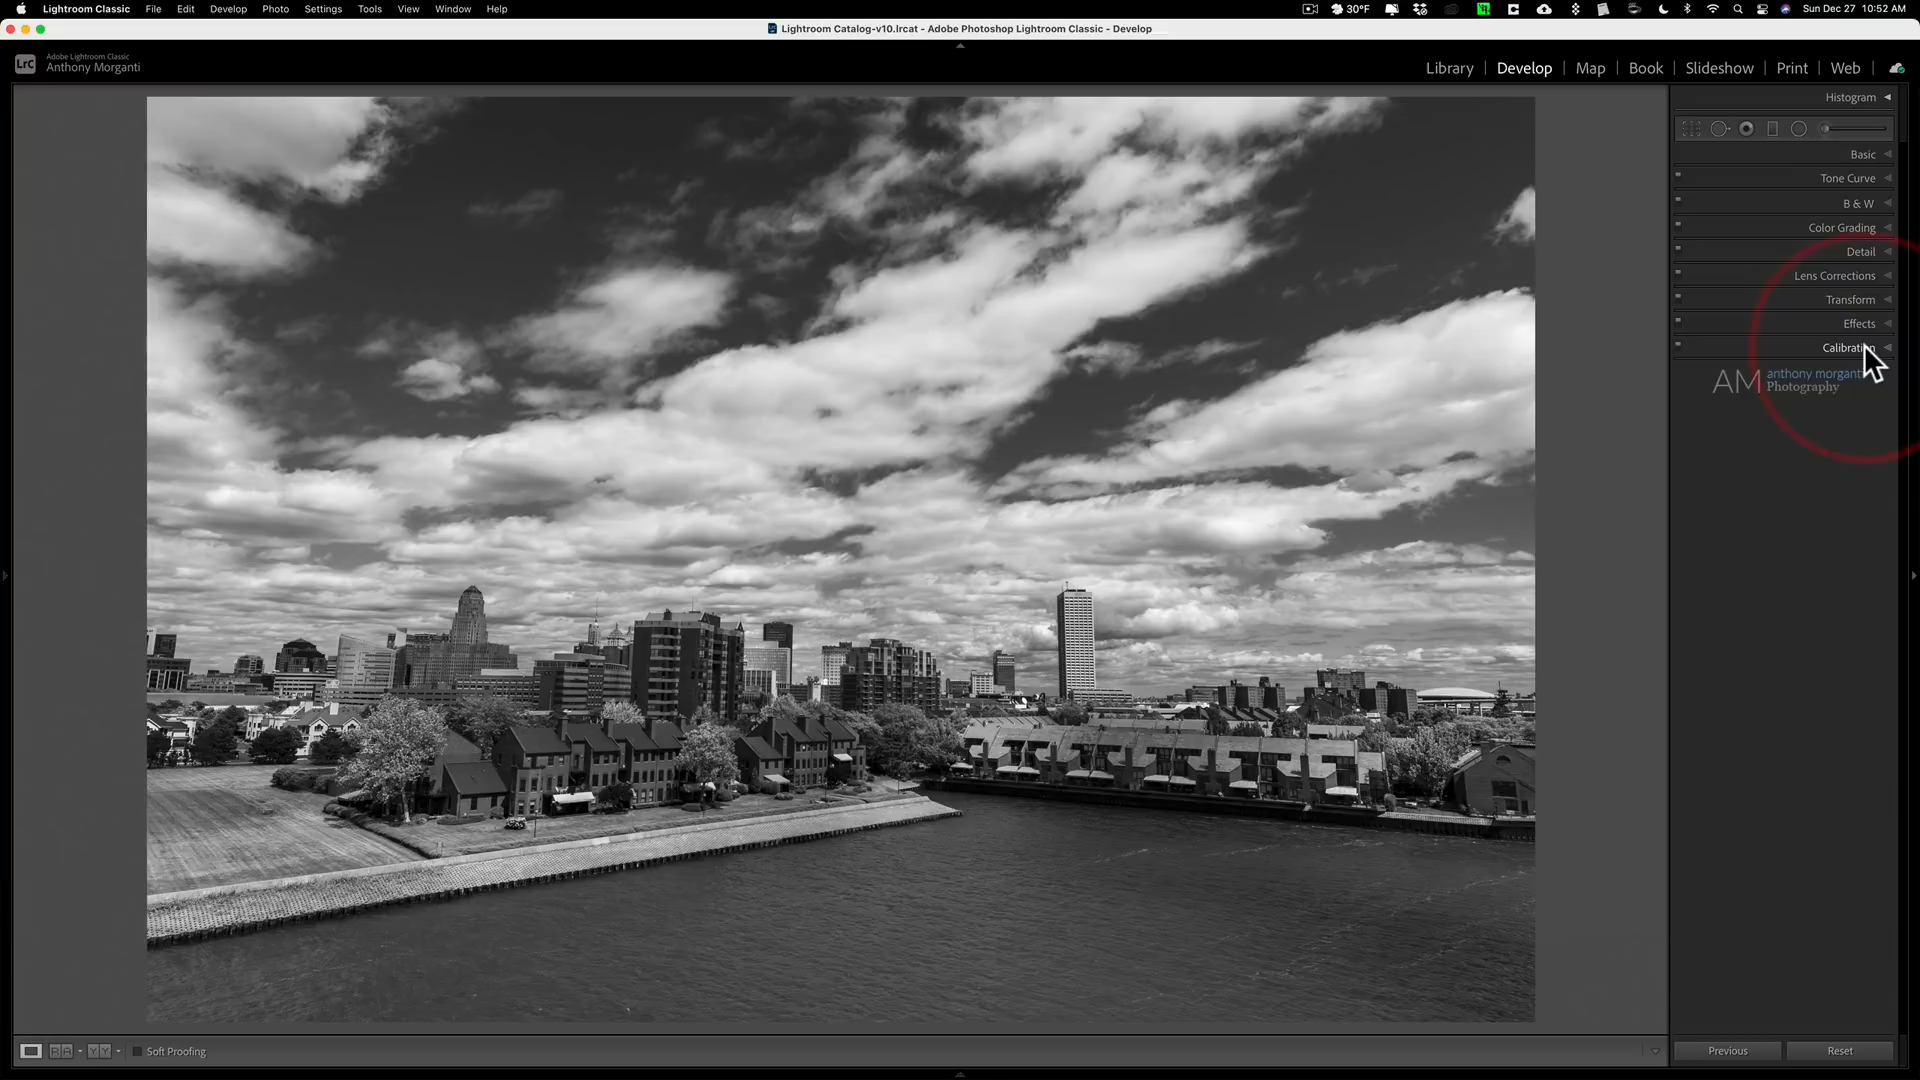 Lightroom Classic File Edit Develop Photo Settings Tools View Window Help 30°F Sun Dec 27 10:52 AM
Lightroom Catalog-v10.lrcat - Adobe Photoshop Lightroom Classic - Develop
LrC
Adobe Lightroom Classic
Anthony Morganti
Library | Develop | Map | Book | Slideshow | Print | Web |
Histogram
Basic
Tone Curve
B & W
Color Grading
Detail
Lens Corrections
Transform
Effects
Calibration
AM anthony morganti
Photography
RA YY Soft Proofing
Previous Reset